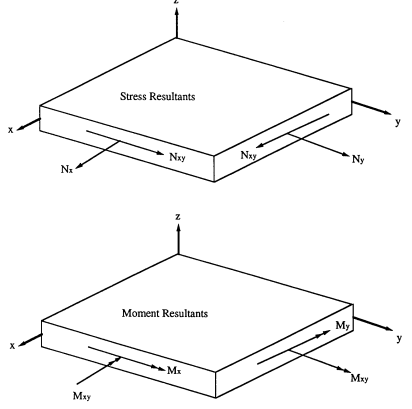 z
Stress Resultants
x
y
Nxy
Nxy
Nx
Ny
z
Moment Resultants
My
x
y
Mx
Mxy
Mxy